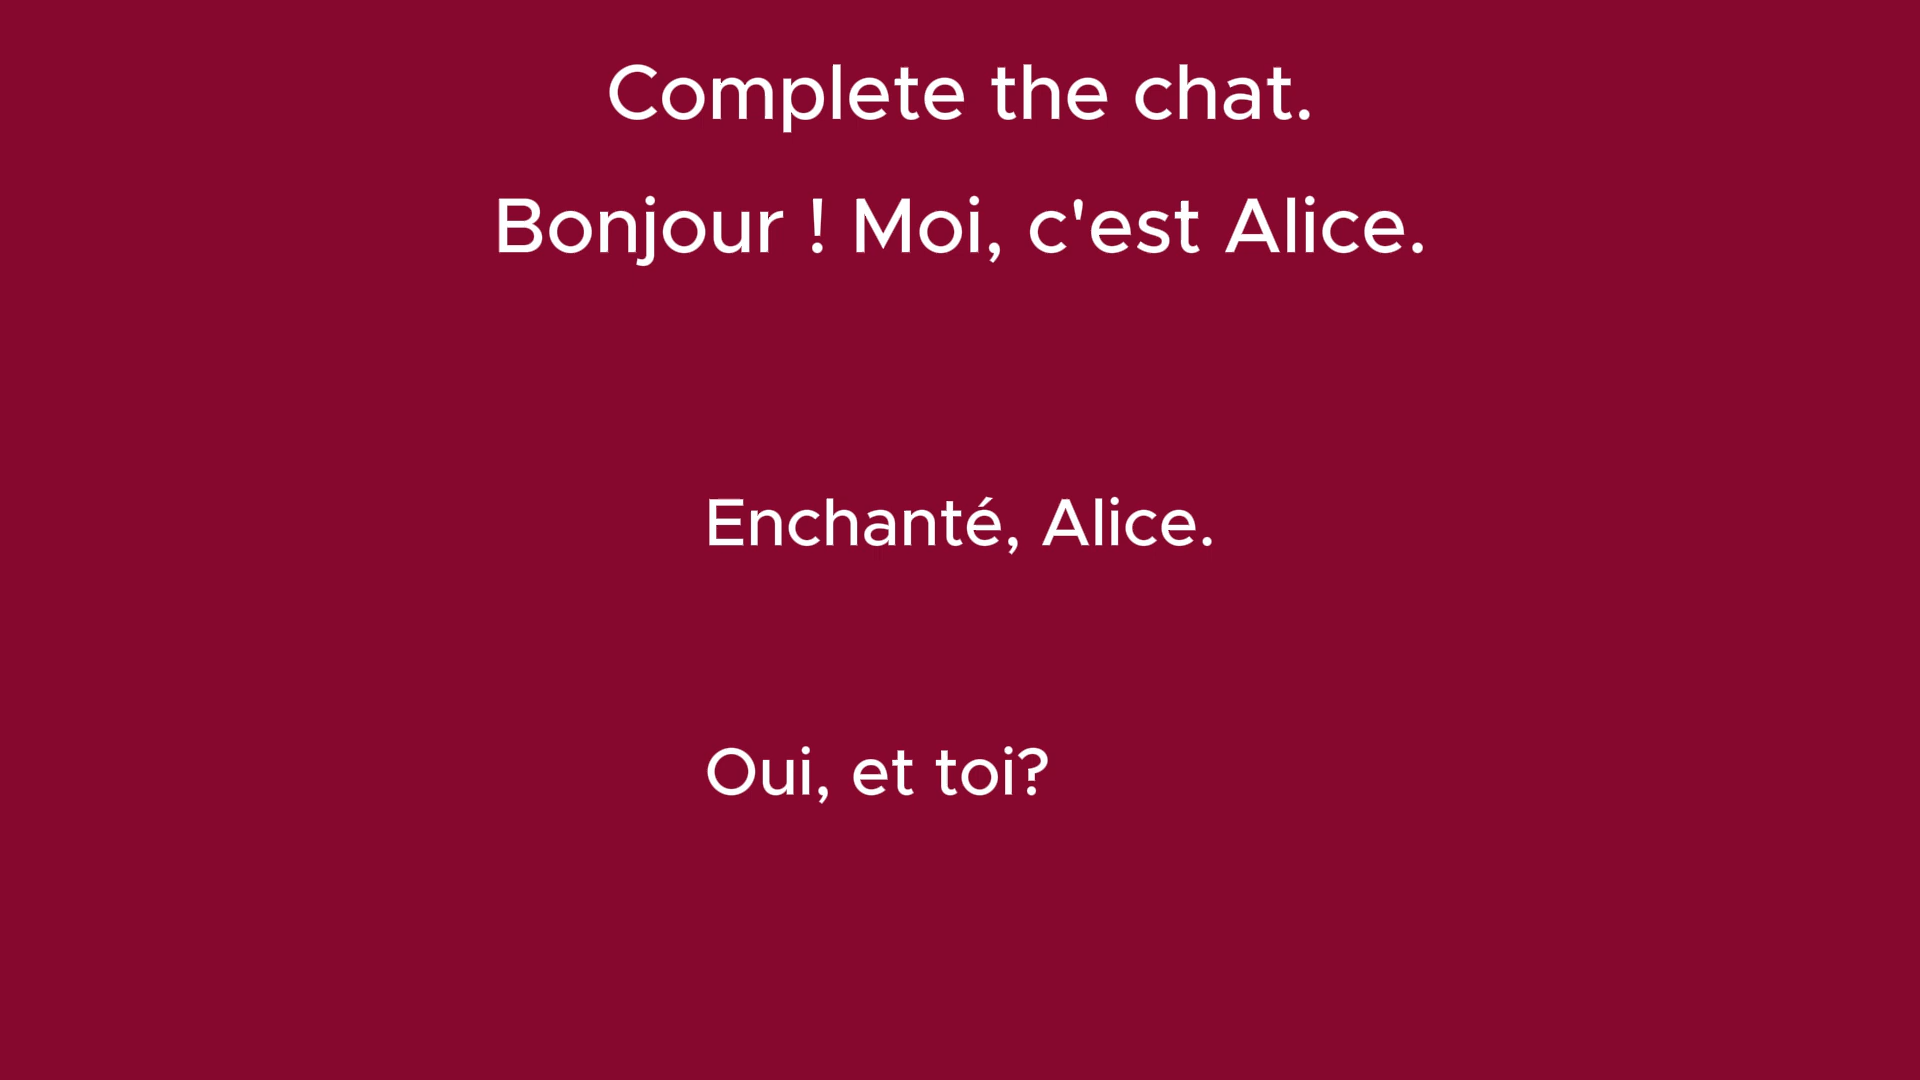 Complete the chat.
Bonjour ! Moi, c'est Alice.
Enchanté, Alice.
Oui, et toi?